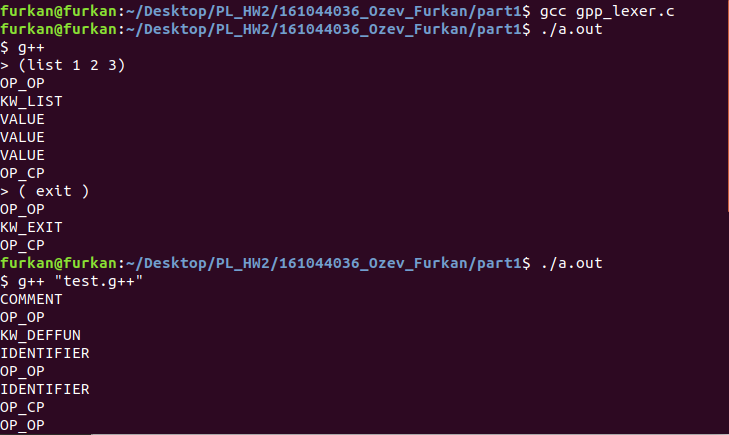 furkan@furkan:~/Desktop/PL_HW2/161044036_Ozev_Furkan/part1$ gcc gpp_lexer.c
furkan@furkan:~/Desktop/PL_HW2/161044036_Ozev_Furkan/part1$ ./a.out
$ g++
> (list 1 2 3)
OP_OP
KW_LIST
VALUE
VALUE
VALUE
OP_CP
> ( exit )
OP_OP
KW_EXIT
OP_CP
furkan@furkan:~/Desktop/PL_HW2/161044036_Ozev_Furkan/part1$ ./a.out
$ g++ "test.g++"
COMMENT
OP_OP
KW_DEFFUN
IDENTIFIER
OP_OP
IDENTIFIER
OP_CP
OP_OP